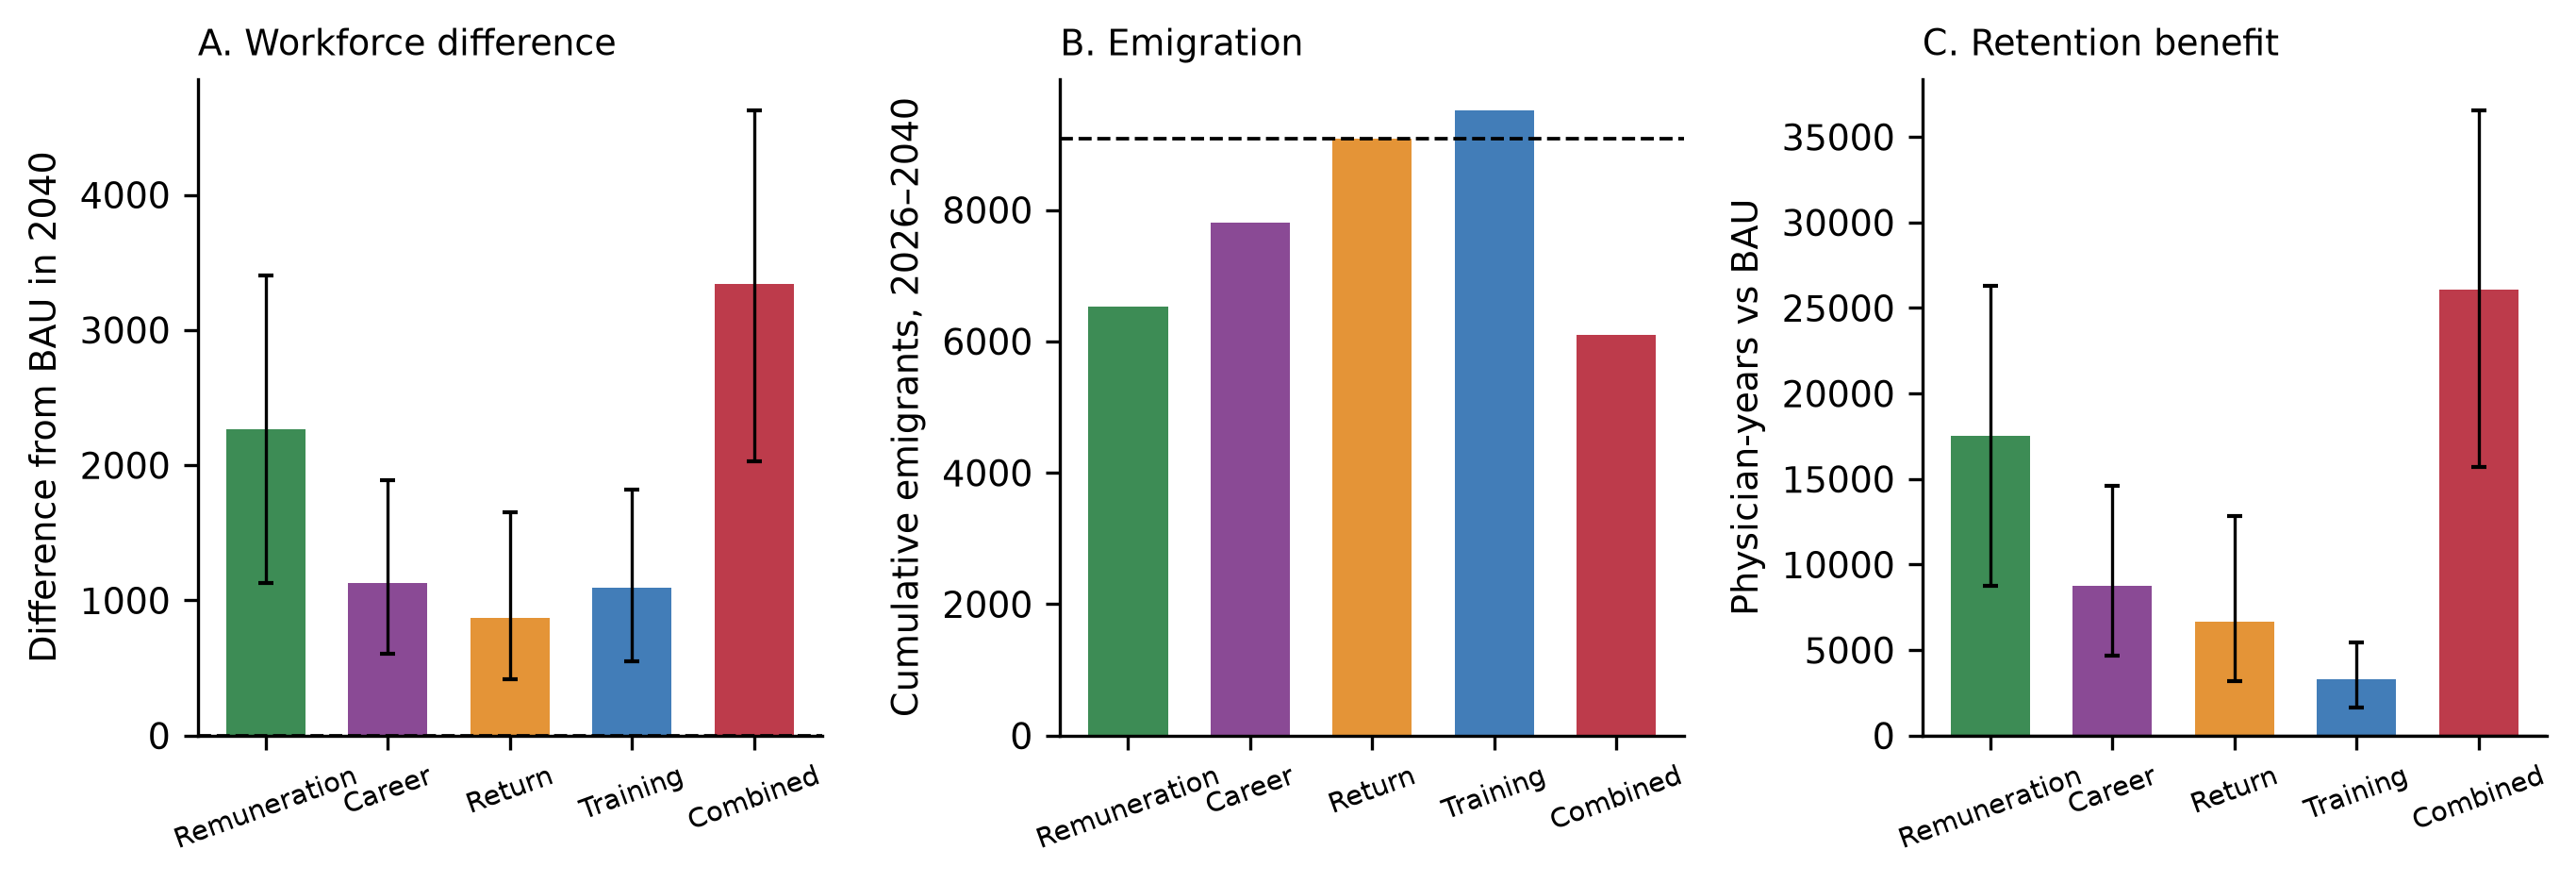 A. Workforce difference
Difference from BAU in 2040
4000
3000
2000
1000
0
Remuneration
Career
Return
Training
Combined
B. Emigration
Cumulative emigrants, 2026–2040
8000
6000
4000
2000
0
Remuneration
Career
Return
Training
Combined
C. Retention benefit
Physician-years vs BAU
35000
30000
25000
20000
15000
10000
5000
0
Remuneration
Career
Return
Training
Combined